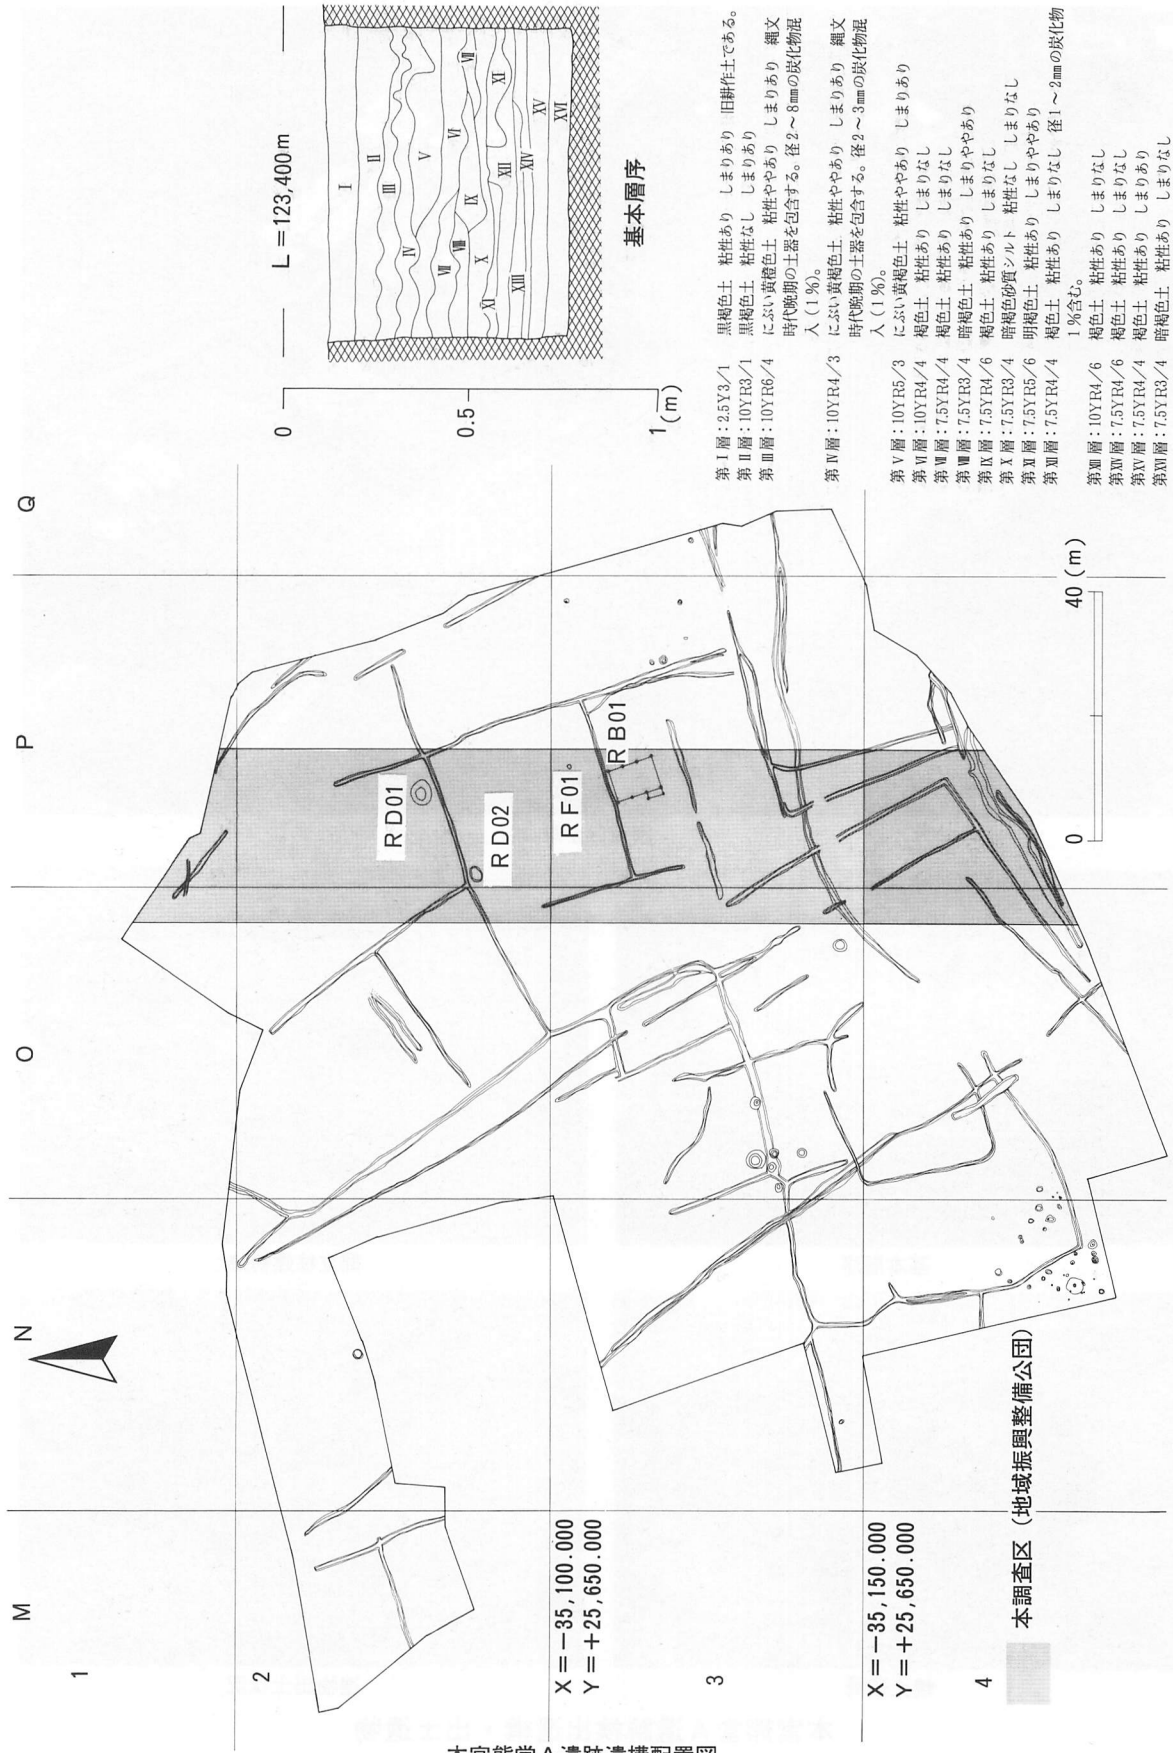 L＝123,400m
0
0.5
1
(m)
I
II
III
IV
V
VI
VII
VII
VIII
IX
X
XI
XI
XII
XIII
XIV
XV
XVI
基本層序
第Ⅰ層：2.5Y3/1 黒褐色土 粘性あり しまりあり 旧耕作土である。
第Ⅱ層：10YR3/1 黒褐色土 粘性なし しまりあり
第Ⅲ層：10YR6/4 にぶい黄橙色土 粘性ややあり しまりあり 縄文
時代晩期の土器を包含する。径2～8㎜の炭化物混
入（1％）。
第Ⅳ層：10YR4/3 にぶい黄褐色土 粘性ややあり しまりあり 縄文
時代晩期の土器を包含する。径2～3㎜の炭化物混
入（1％）。
第Ⅴ層：10YR5/3 にぶい黄褐色土 粘性ややあり しまりあり
第Ⅵ層：10YR4/4 褐色土 粘性あり しまりなし
第Ⅶ層：7.5YR4/4 褐色土 粘性あり しまりなし
第Ⅷ層：7.5YR3/4 暗褐色土 粘性あり しまりややあり
第Ⅸ層：7.5YR4/6 褐色土 粘性あり しまりなし
第Ⅹ層：7.5YR3/4 暗褐色砂質シルト 粘性なし しまりなし
第Ⅺ層：7.5YR5/6 明褐色土 粘性あり しまりややあり
第Ⅻ層：7.5YR4/4 褐色土 粘性あり しまりなし 径1～2㎜の炭化物
1％含む。
第XIII層：10YR4/6 褐色土 粘性あり しまりなし
第XIV層：7.5YR4/6 褐色土 粘性あり しまりなし
第XV層：7.5YR4/4 褐色土 粘性あり しまりあり
第XVI層：7.5YR3/4 暗褐色土 粘性あり しまりなし
M
N
O
P
Q
1
2
3
4
RD01
RD02
RF01
RB01
X＝−35,100.000
Y＝＋25,650.000
X＝−35,150.000
Y＝＋25,650.000
0
40（m）
本調査区（地域振興整備公団）